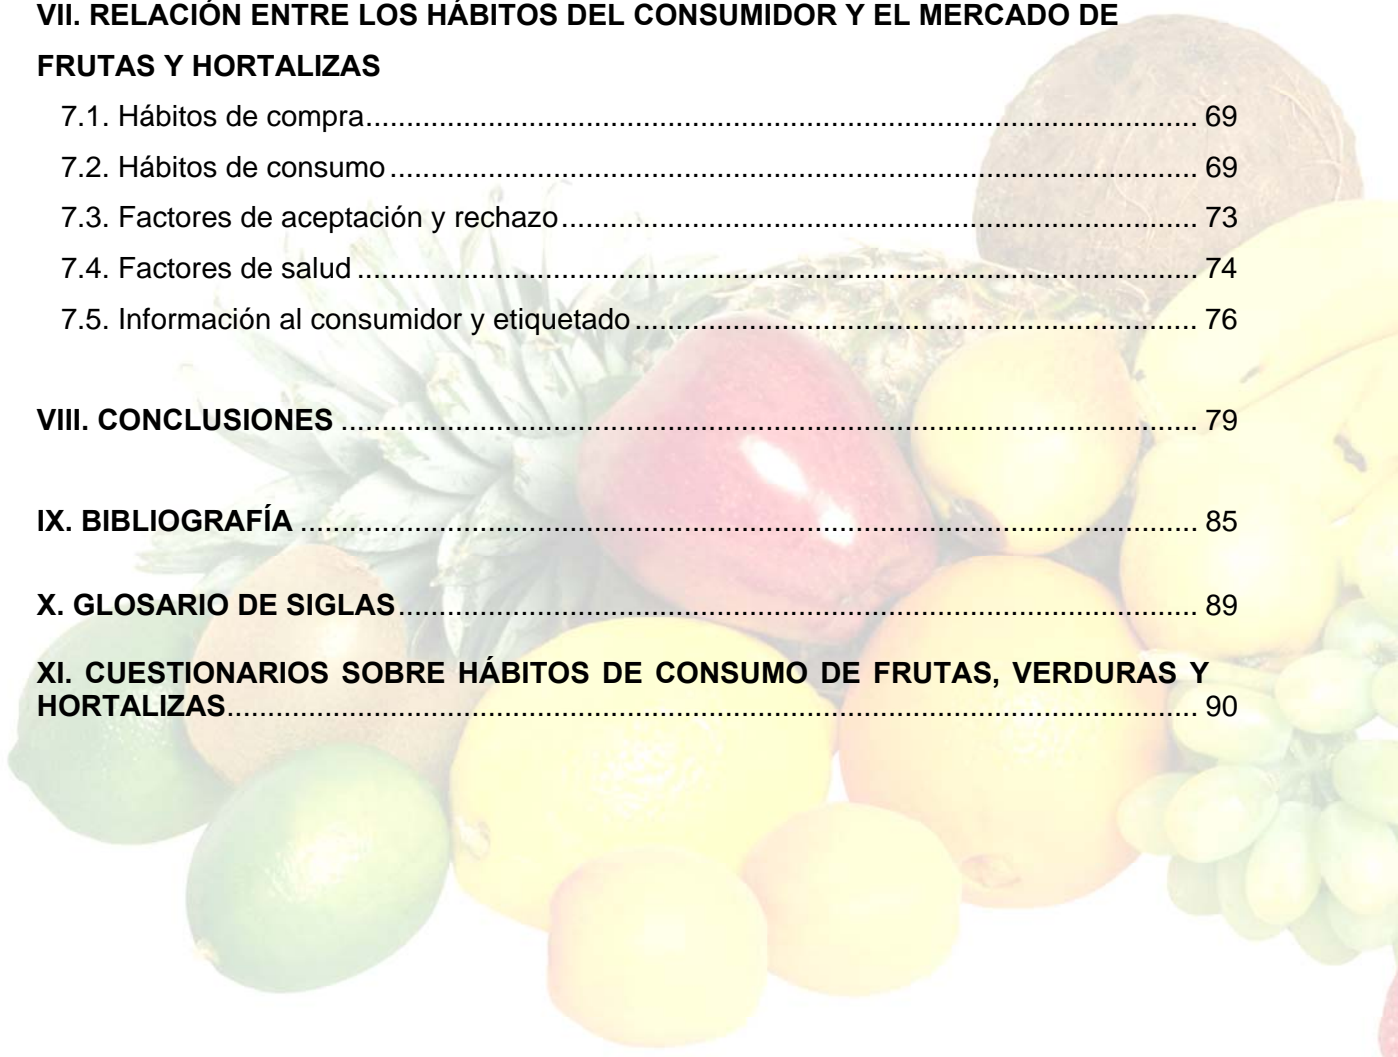 VII. RELACIÓN ENTRE LOS HÁBITOS DEL CONSUMIDOR Y EL MERCADO DE
FRUTAS Y HORTALIZAS
7.1. Hábitos de compra........................................................................................................ 69
7.2. Hábitos de consumo ..................................................................................................... 69
7.3. Factores de aceptación y rechazo................................................................................ 73
7.4. Factores de salud ......................................................................................................... 74
7.5. Información al consumidor y etiquetado ...................................................................... 76
VIII. CONCLUSIONES .......................................................................................................... 79
IX. BIBLIOGRAFÍA ............................................................................................................... 85
X. GLOSARIO DE SIGLAS................................................................................................... 89
XI. CUESTIONARIOS SOBRE HÁBITOS DE CONSUMO DE FRUTAS, VERDURAS Y
HORTALIZAS........................................................................................................................ 90